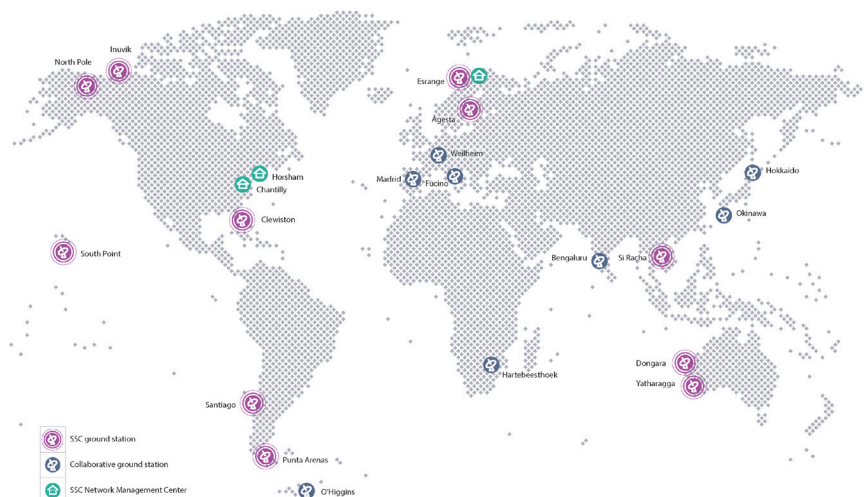 Inuvik
North Pole
Esrange
Ågesta
Weilheim
Madrid
Fucino
Hokkaido
Horsham
Chantilly
Okinawa
Clewiston
South Point
Bengaluru
Si Racha
Dongara
Hartebeesthoek
Yatharagga
Santiago
SSC ground station
Punta Arenas
Collaborative ground station
SSC Network Management Center
O'Higgins